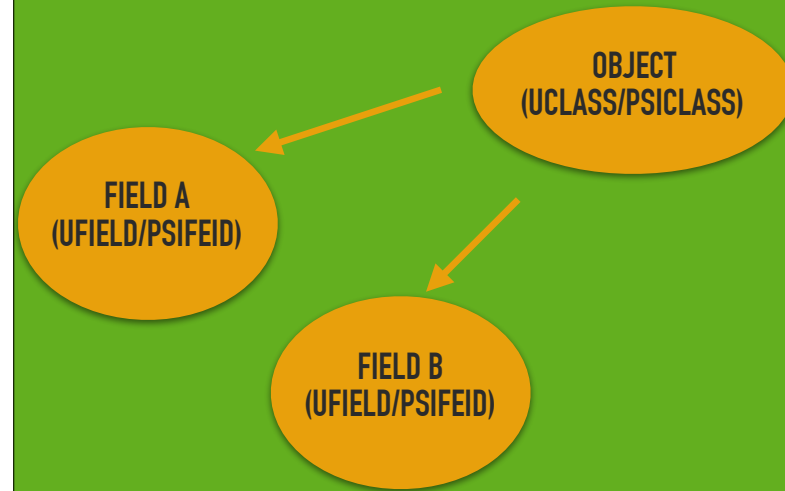 OBJECT
(UCLASS/PSICLASS)
FIELD A
(UFIELD/PSIFEID)
FIELD B
(UFIELD/PSIFEID)